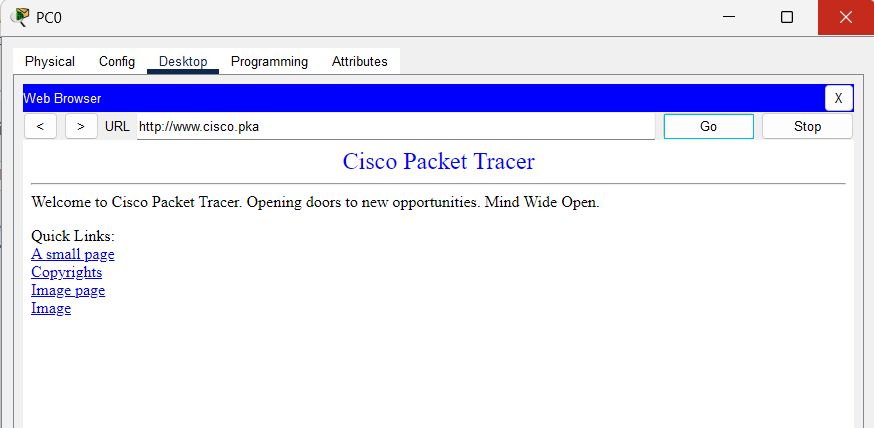 PC0
Physical Config Desktop Programming Attributes
Web Browser X
< > URL http://www.cisco.pka Go Stop
Cisco Packet Tracer
Welcome to Cisco Packet Tracer. Opening doors to new opportunities. Mind Wide Open.
Quick Links:
A small page
Copyrights
Image page
Image